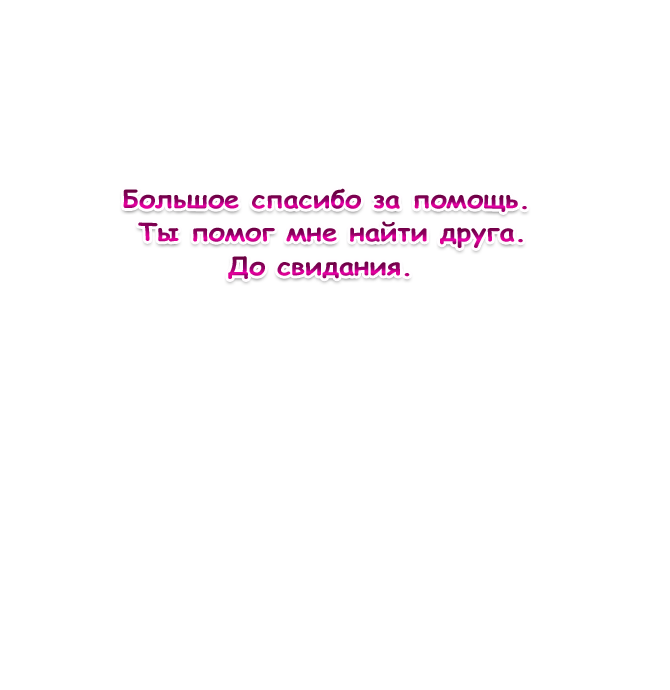 Большое спасибо за помощь.
Ты помог мне найти друга.
До свидания.